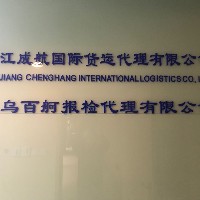 江成航国际货运代理有限公
JIANG CHENGHANG INTERNATIONAL LOGISTICS CO., L
乌百舸报检代理有限公